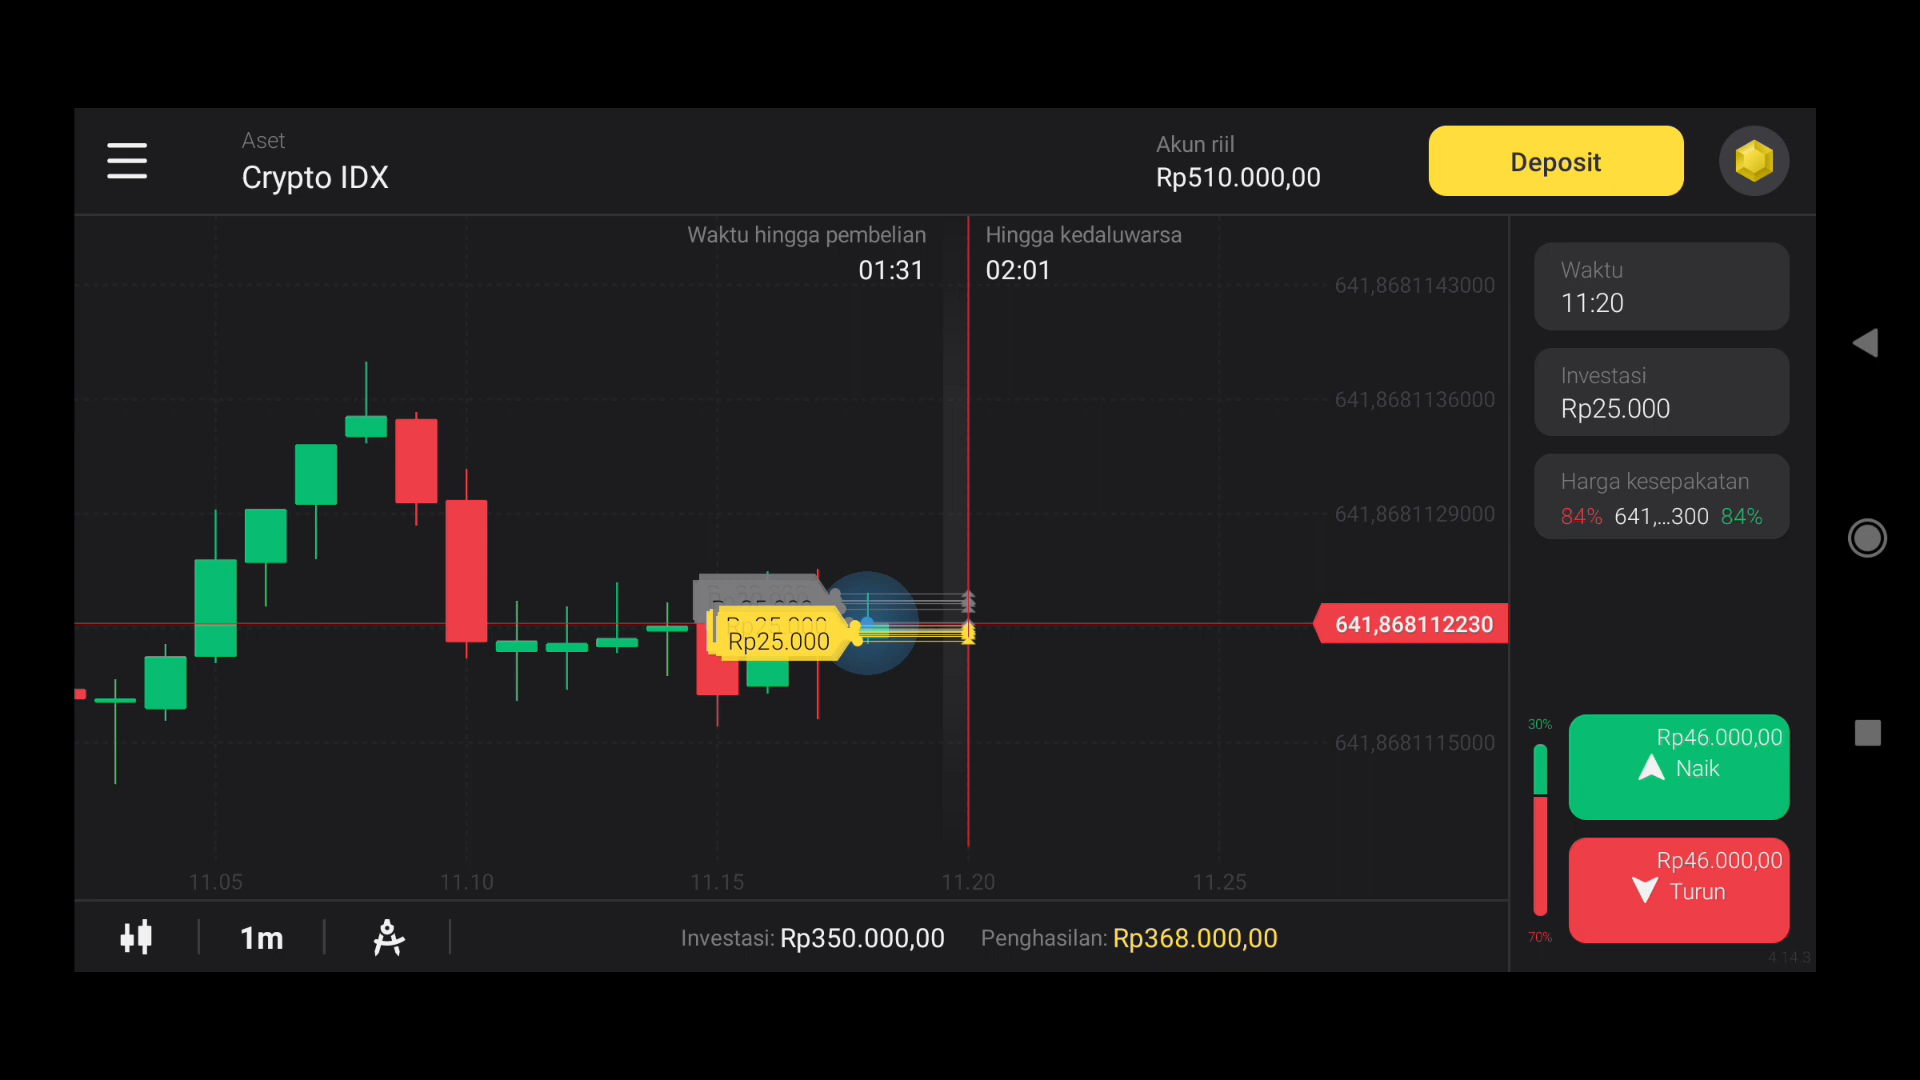 Aset
Crypto IDX
Akun riil
Rp510.000,00
Deposit
Waktu hingga pembelian
01:31
Hingga kedaluwarsa
02:01
641,8681143000
641,8681136000
641,8681129000
641,868112230
641,8681115000
Rp25.000
Rp25.000
11.05
11.10
11.15
11.20
11.25
Waktu
11:20
Investasi
Rp25.000
Harga kesepakatan
84% 641,...300 84%
30%
Rp46.000,00
Naik
Rp46.000,00
Turun
70%
1m
Investasi: Rp350.000,00
Penghasilan: Rp368.000,00
4.14.3